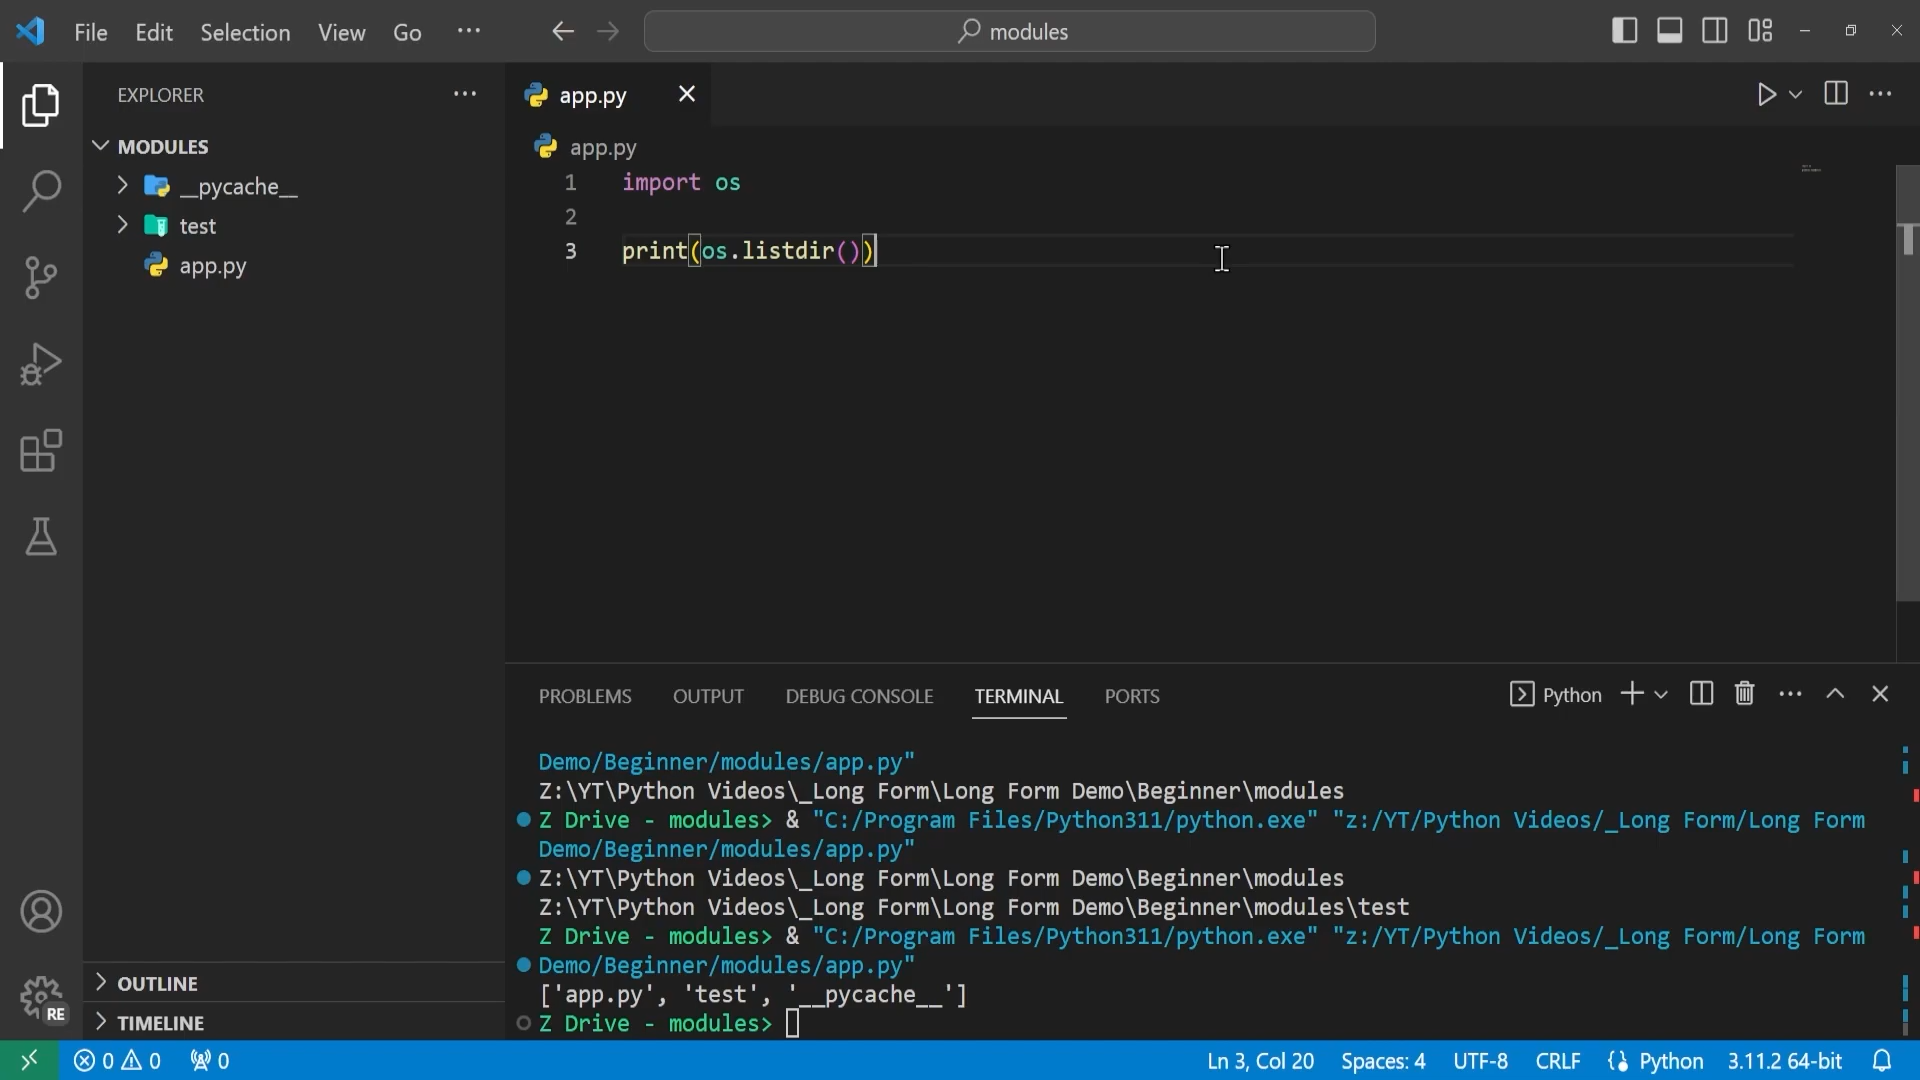 File Edit Selection View Go ··· modules
EXPLORER ···
MODULES
__pycache__
test
app.py
app.py
app.py
1 import os
2
3 print(os.listdir())
PROBLEMS OUTPUT DEBUG CONSOLE TERMINAL PORTS
Python
Demo/Beginner/modules/app.py"
Z:\YT\Python Videos\_Long Form\Long Form Demo\Beginner\modules
Z Drive - modules> & "C:/Program Files/Python311/python.exe" "z:/YT/Python Videos/_Long Form/Long Form
Demo/Beginner/modules/app.py"
Z:\YT\Python Videos\_Long Form\Long Form Demo\Beginner\modules
Z:\YT\Python Videos\_Long Form\Long Form Demo\Beginner\modules\test
Z Drive - modules> & "C:/Program Files/Python311/python.exe" "z:/YT/Python Videos/_Long Form/Long Form
Demo/Beginner/modules/app.py"
['app.py', 'test', '__pycache__']
Z Drive - modules>
OUTLINE
TIMELINE
RE
0 0 0
Ln 3, Col 20 Spaces: 4 UTF-8 CRLF Python 3.11.2 64-bit